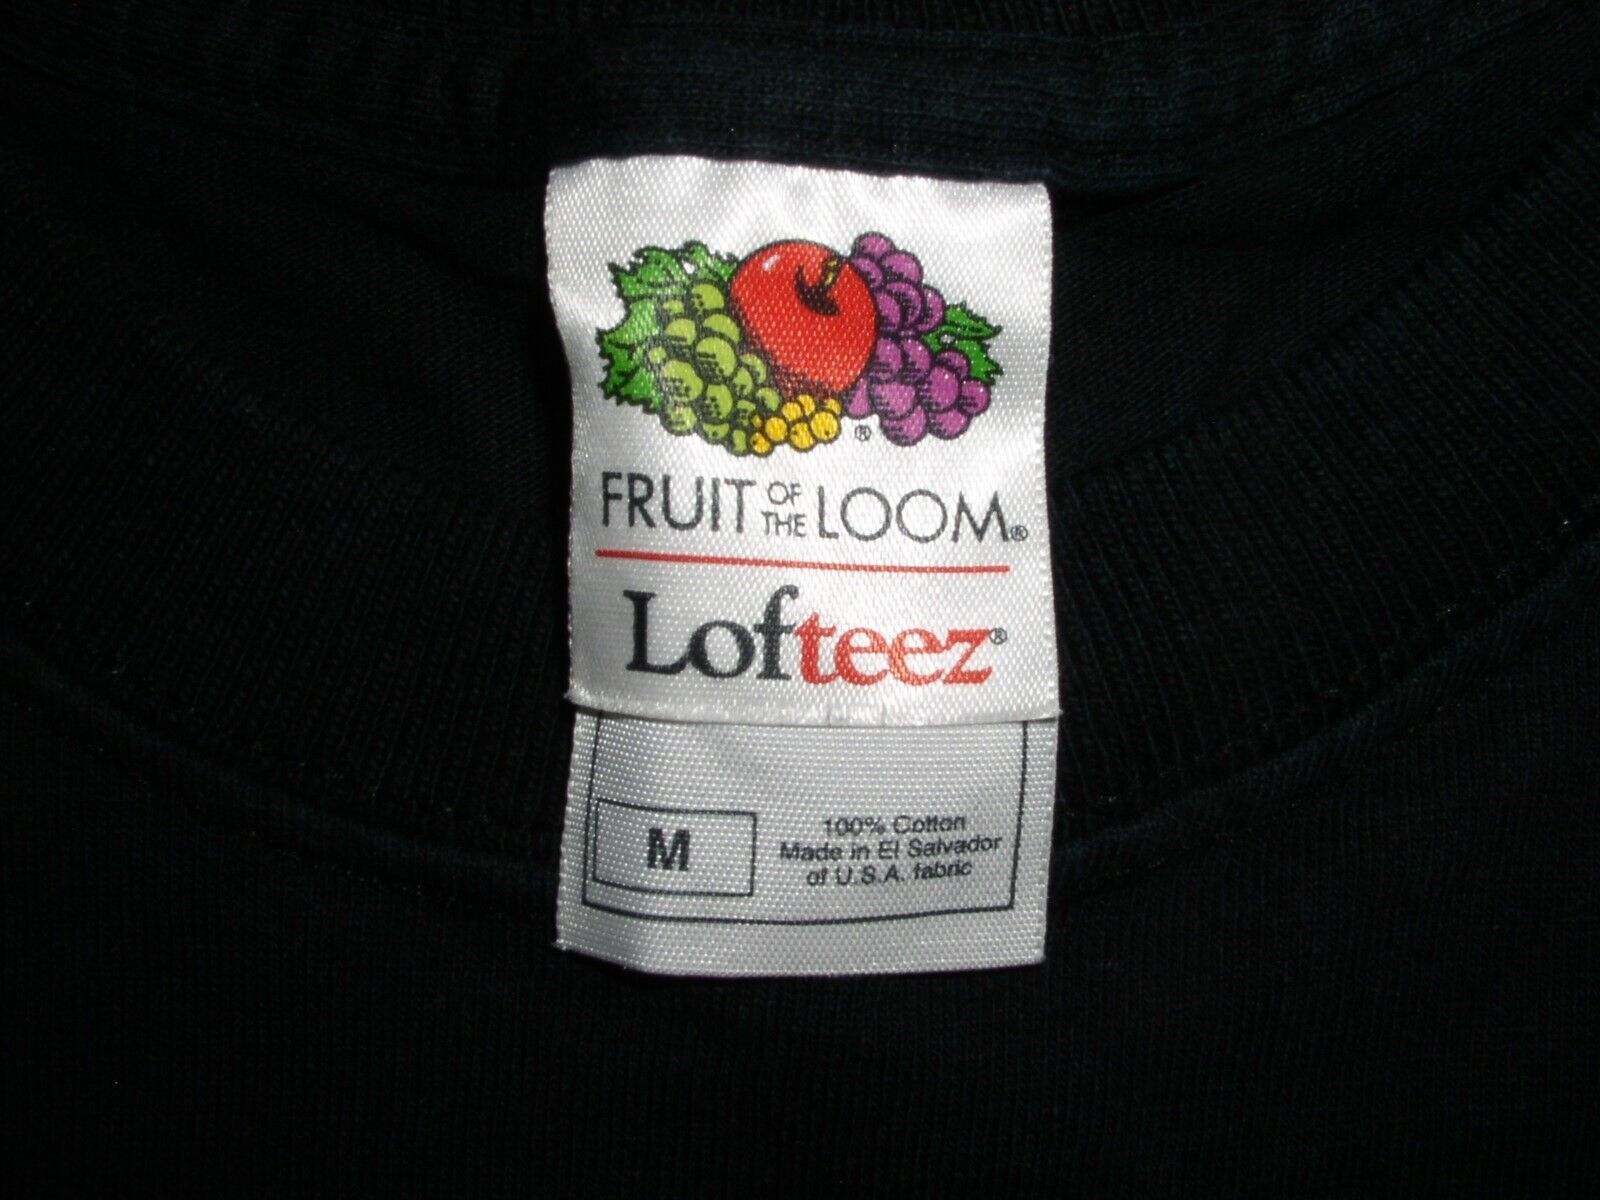 ®
FRUIT OF THE LOOM®
Lofteez®
M
100% Cotton
Made in El Salvador
of U.S.A. fabric